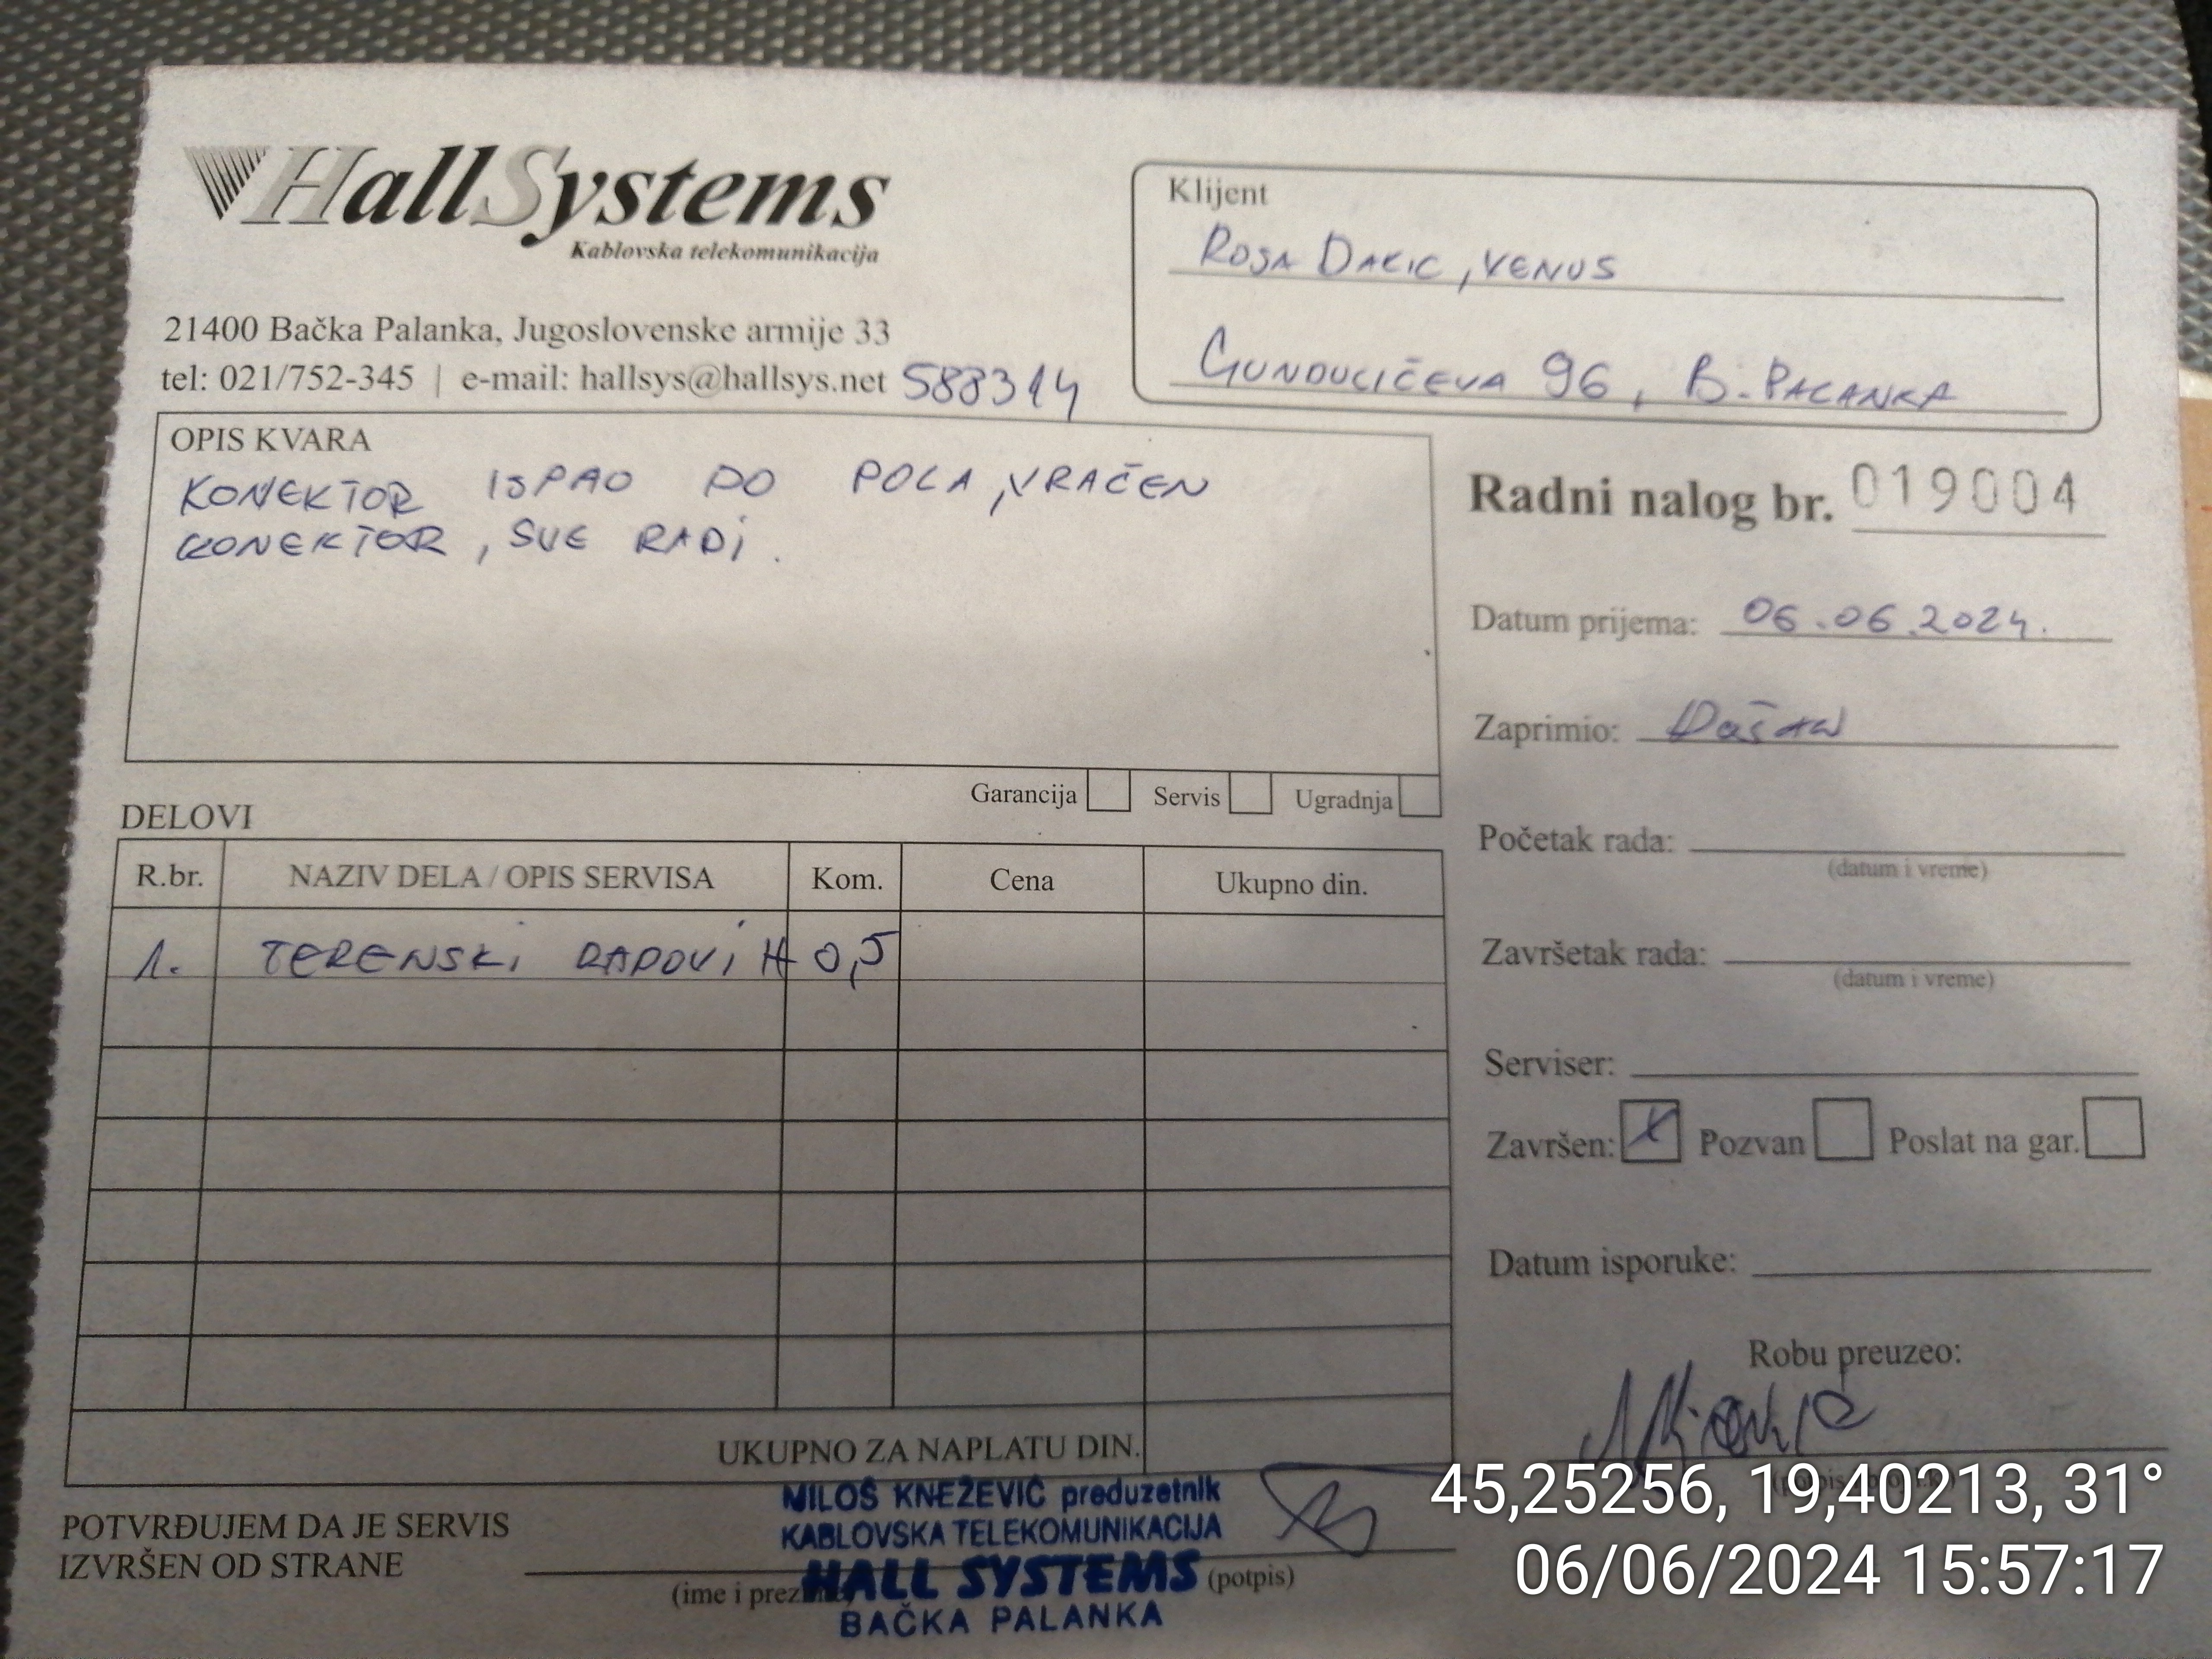 HallSystems
Kablovska telekomunikacija
21400 Bačka Palanka, Jugoslovenske armije 33
tel: 021/752-345 | e-mail: hallsys@hallsys.net 588314
Klijent
ROSA DAKIC, VENUS
GUNDULIČEVA 96, B. PALANKA
OPIS KVARA
KONEKTOR ISPAO DO POLA, VRAČEN
KONEKTOR, SVE RADI.
Garancija Servis Ugradnja
Radni nalog br. 019004
Datum prijema: 06.06.2024.
Zaprimio: Dušan
Početak rada:
(datum i vreme)
Završetak rada:
(datum i vreme)
Serviser:
Završen: X Pozvan Poslat na gar.
Datum isporuke:
Robu preuzeo:
DELOVI
R.br. NAZIV DELA / OPIS SERVISA Kom. Cena Ukupno din.
1. TERENSKI RADOVI H 0,5
UKUPNO ZA NAPLATU DIN.
POTVRĐUJEM DA JE SERVIS
IZVRŠEN OD STRANE
(ime i prezime)
(potpis)
MILOŠ KNEŽEVIĆ preduzetnik
KABLOVSKA TELEKOMUNIKACIJA
HALL SYSTEMS
BAČKA PALANKA
45,25256, 19,40213, 31°
06/06/2024 15:57:17